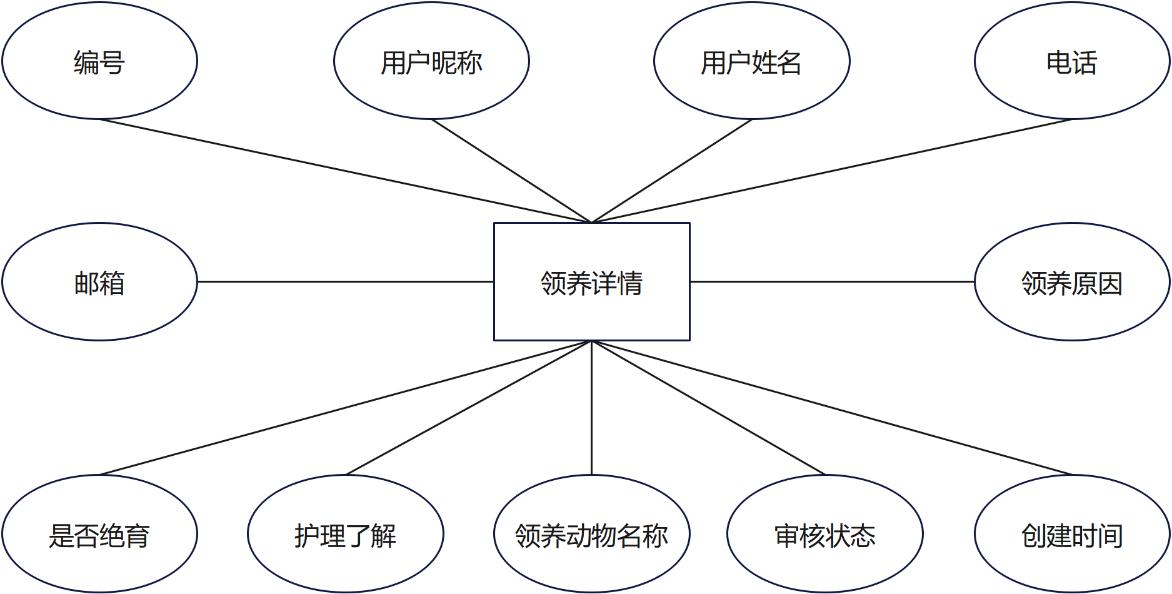 编号
用户昵称
用户姓名
电话
邮箱
领养详情
领养原因
是否绝育
护理了解
领养动物名称
审核状态
创建时间